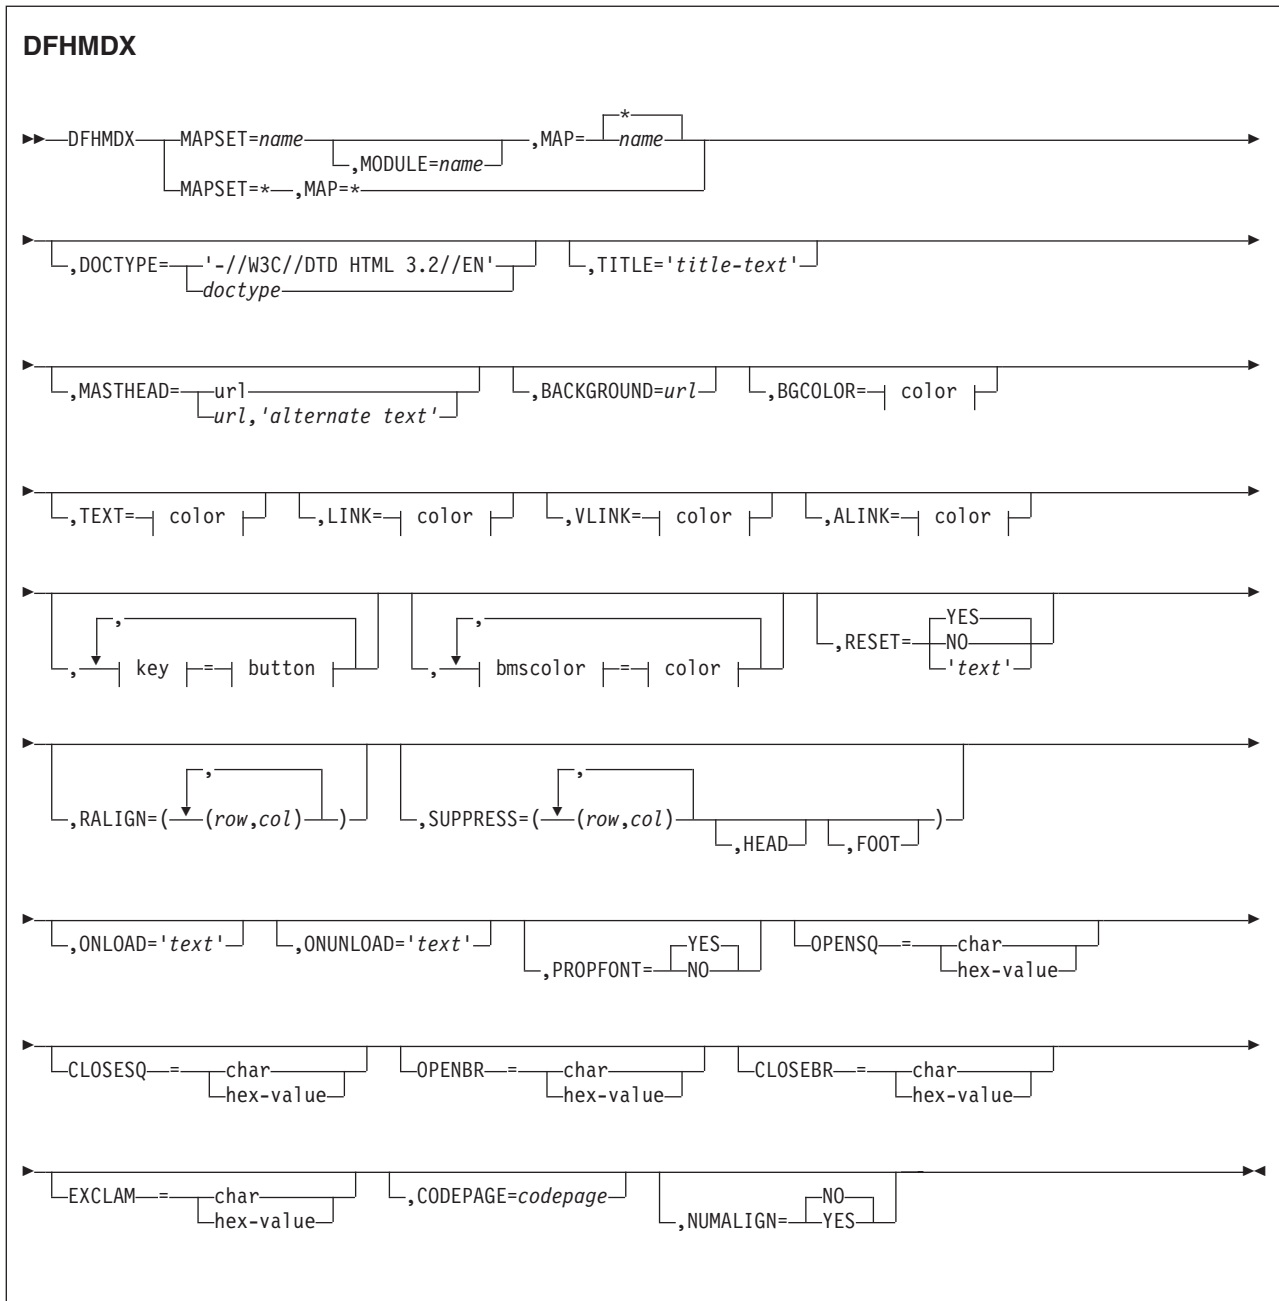 DFHMDX
*
DFHMDX MAPSET=name ,MAP= name
,MODULE=name
MAPSET=* ,MAP=*
,DOCTYPE= '-//W3C//DTD HTML 3.2//EN' ,TITLE='title-text'
doctype
,MASTHEAD= url ,BACKGROUND=url ,BGCOLOR= color
url,'alternate text'
,TEXT= color ,LINK= color ,VLINK= color ,ALINK= color
, , YES
,RESET= NO
, key = button , bmscolor = color 'text'
, ,
,RALIGN=( (row,col) ) ,SUPPRESS=( (row,col) )
,HEAD ,FOOT
,ONLOAD='text' ,ONUNLOAD='text' YES OPENSQ = char
,PROPFONT= NO hex-value
CLOSESQ = char OPENBR = char CLOSEBR = char
hex-value hex-value hex-value
EXCLAM = char ,CODEPAGE=codepage NO
hex-value ,NUMALIGN= YES